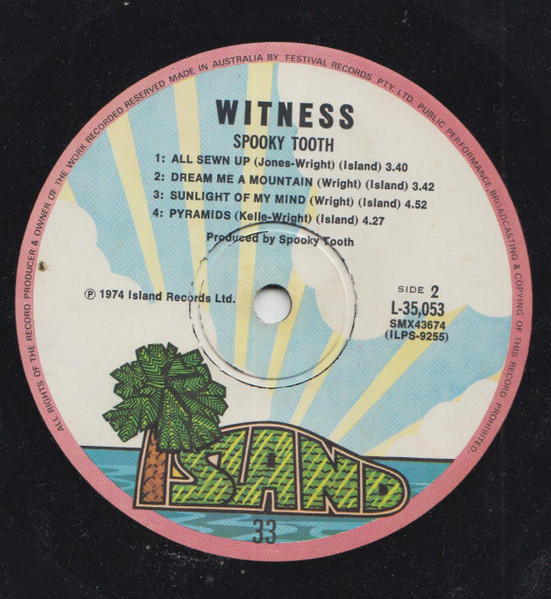 ALL RIGHTS OF THE RECORD PRODUCER & OWNER OF THE WORK RECORDED RESERVED MADE IN AUSTRALIA BY FESTIVAL RECORDS PTY. LTD. PUBLIC PERFORMANCE, BROADCASTING & COPYING OF THIS RECORD PROHIBITED.
WITNESS
SPOOKY TOOTH
1: ALL SEWN UP (Jones-Wright) (Island) 3.40
2: DREAM ME A MOUNTAIN (Wright) (Island) 3.42
3: SUNLIGHT OF MY MIND (Wright) (Island) 4.52
4: PYRAMIDS (Kelle-Wright) (Island) 4.27
Produced by Spooky Tooth
℗ 1974 Island Records Ltd.
SIDE 2
L-35,053
SMX43674
(ILPS-9255)
ISLAND
33